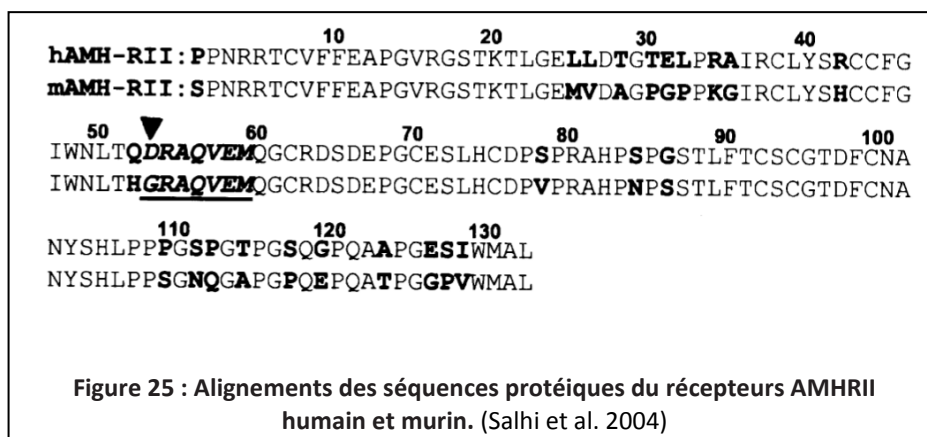 10 20 30 40
hAMH-RII: PPNRRTCVFFEAPGVRGSTKTLGELLDTGTELPRAIRCLYSRCCFG
mAMH-RII: SPNRRTCVFFEAPGVRGSTKTLGEMVDAGPGPPKGIRCLYSHCCFG
50 60 70 80 90 100
IWNLTQDRAQVEMQGCRDSDEPGCESLHCDPSPRAHPSPGSTLFTCSCGTDFCNA
IWNLTHGRAQVEMQGCRDSDEPGCESLHCDPVPRAHPNPSSTLFTCSCGTDFCNA
110 120 130
NYSHLPPPGSPGTPGSQGPQAAPGESIWMAL
NYSHLPPSGNQGAPGPQEPQATPGGPVWMAL
Figure 25 : Alignements des séquences protéiques du récepteurs AMHRII
humain et murin. (Salhi et al. 2004)